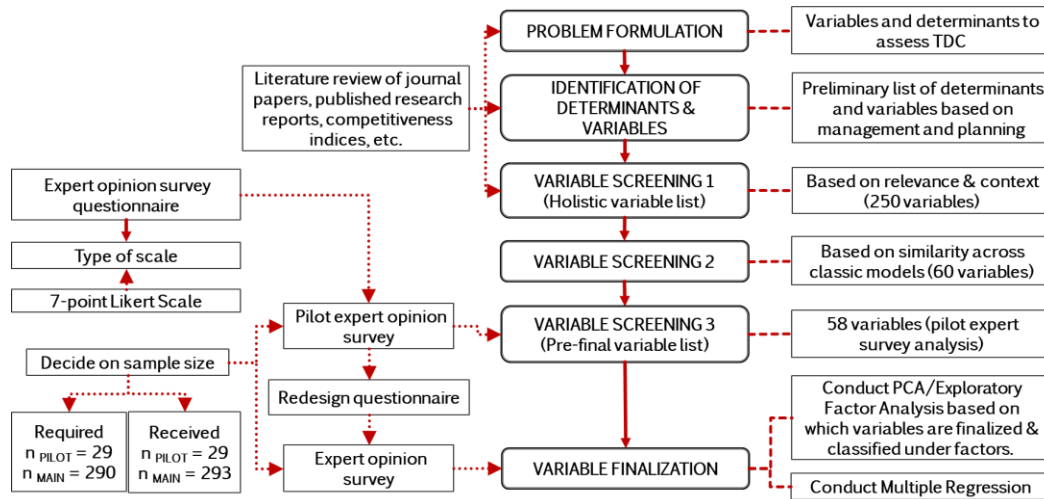 PROBLEM FORMULATION
Variables and determinants to
assess TDC
Literature review of journal
papers, published research
reports, competitiveness
indices, etc.
IDENTIFICATION OF
DETERMINANTS &
VARIABLES
Preliminary list of determinants
and variables based on
management and planning
Expert opinion survey
questionnaire
VARIABLE SCREENING 1
(Holistic variable list)
Based on relevance & context
(250 variables)
Type of scale
VARIABLE SCREENING 2
Based on similarity across
classic models (60 variables)
7-point Likert Scale
Pilot expert opinion
survey
VARIABLE SCREENING 3
(Pre-final variable list)
58 variables (pilot expert
survey analysis)
Decide on sample size
Redesign questionnaire
Required
n PILOT = 29
n MAIN = 290
Received
n PILOT = 29
n MAIN = 293
Expert opinion
survey
VARIABLE FINALIZATION
Conduct PCA/Exploratory
Factor Analysis based on
which variables are finalized &
classified under factors.
Conduct Multiple Regression